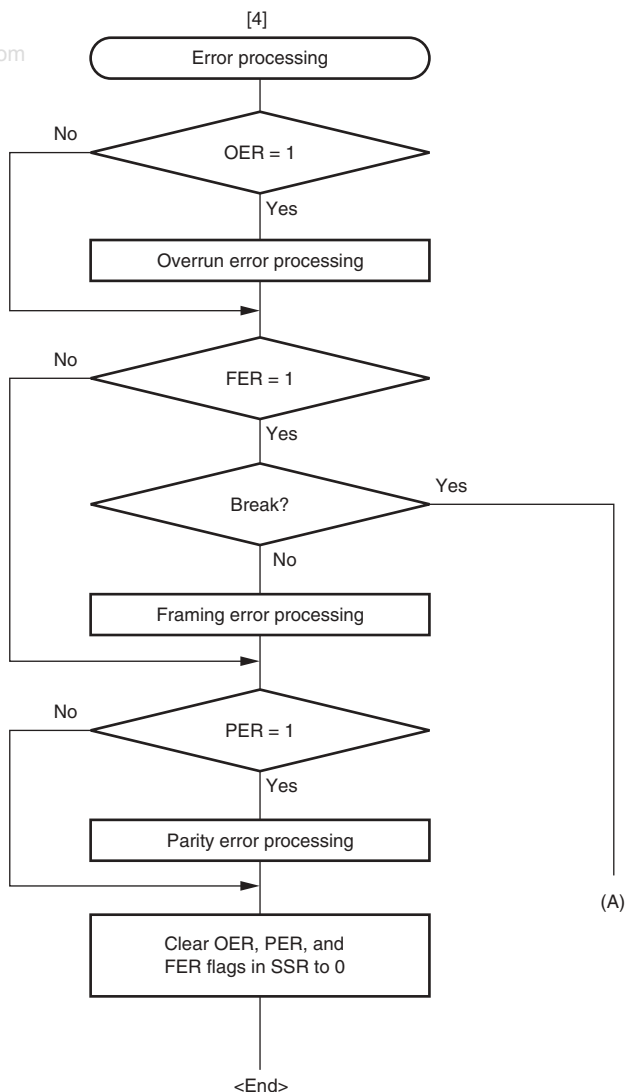 [4]
om
Error processing
No
OER = 1
Yes
Overrun error processing
No
FER = 1
Yes
Break?
Yes
No
Framing error processing
No
PER = 1
Yes
Parity error processing
(A)
Clear OER, PER, and
FER flags in SSR to 0
<End>